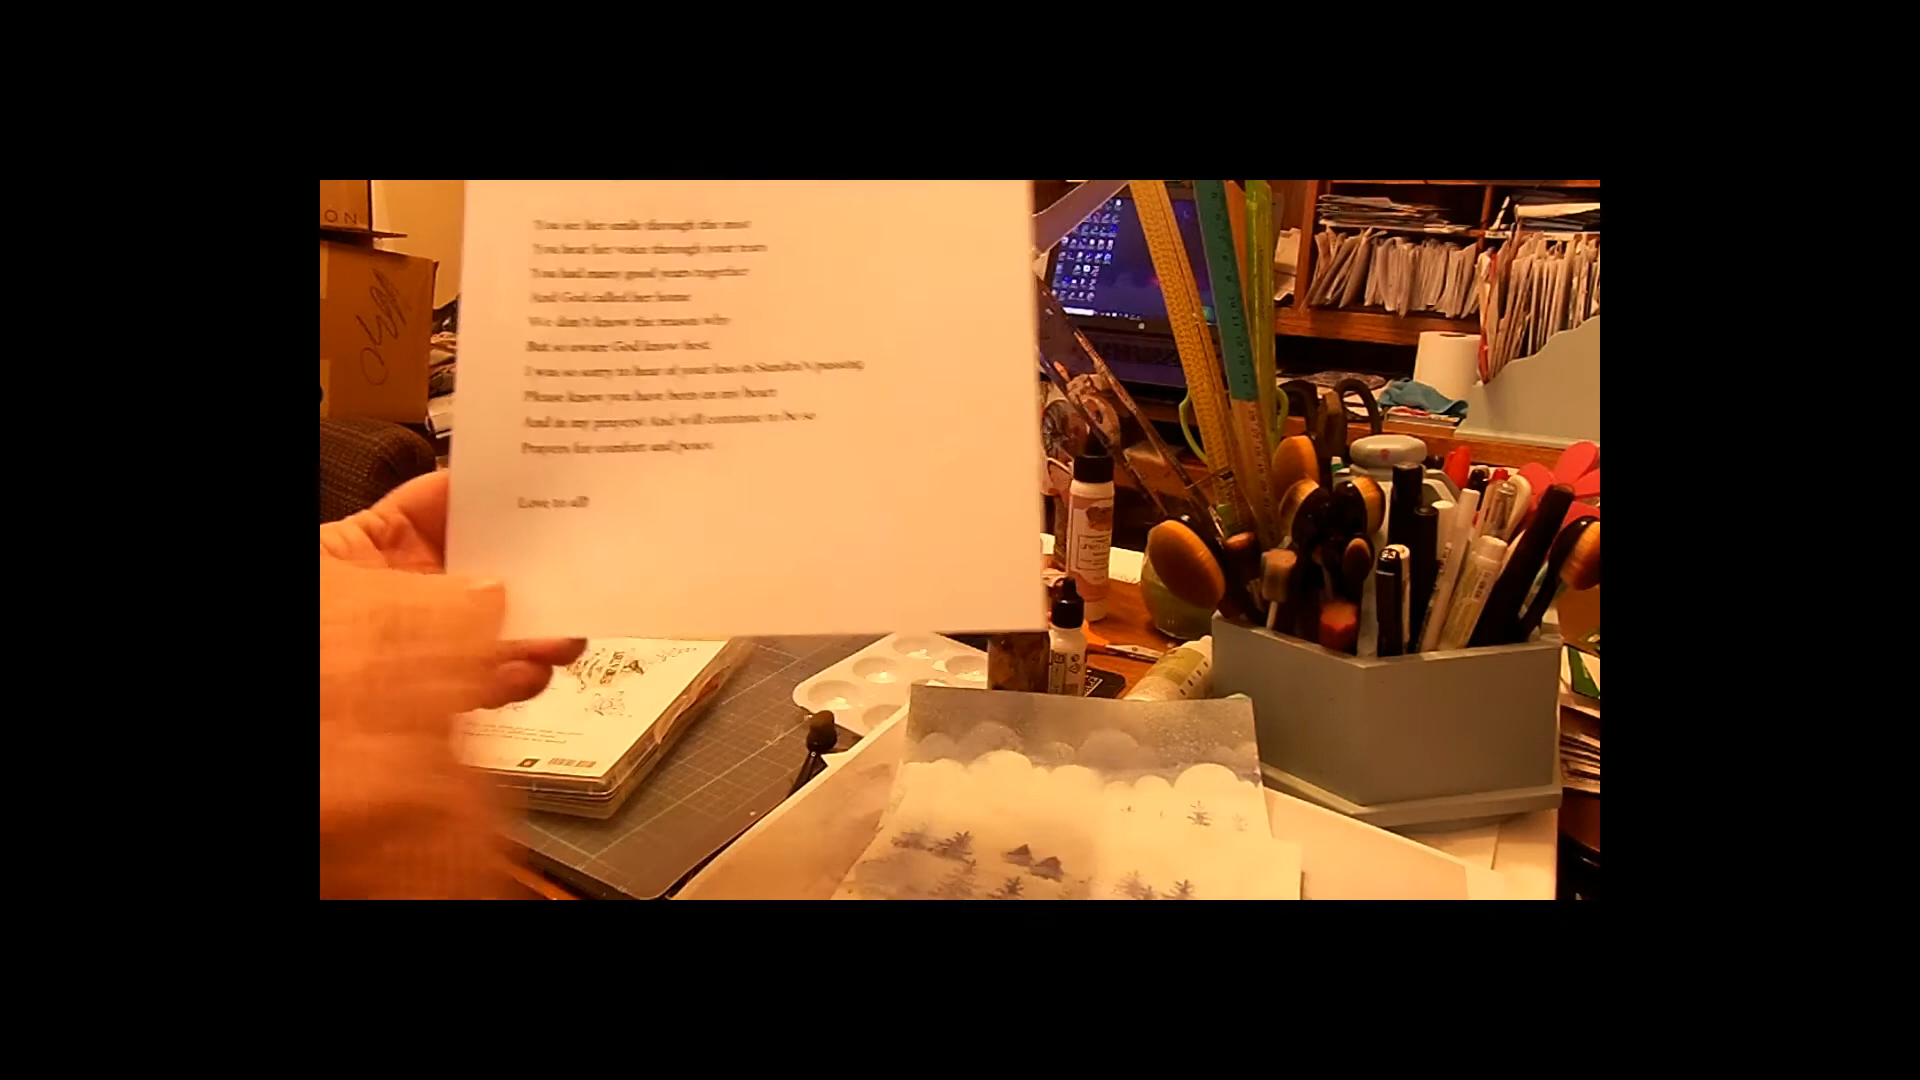 You see her smile through the mist
You hear her voice through your tears
You had many good years together
And God called her home
We don't know the reason why
But so aware God know best
I was so sorry to hear of your loss in Sandra's passing
Please know you have been on my heart
And in my prayers! And will continue to be so
Prayers for comfort and peace
Love to all!
ON